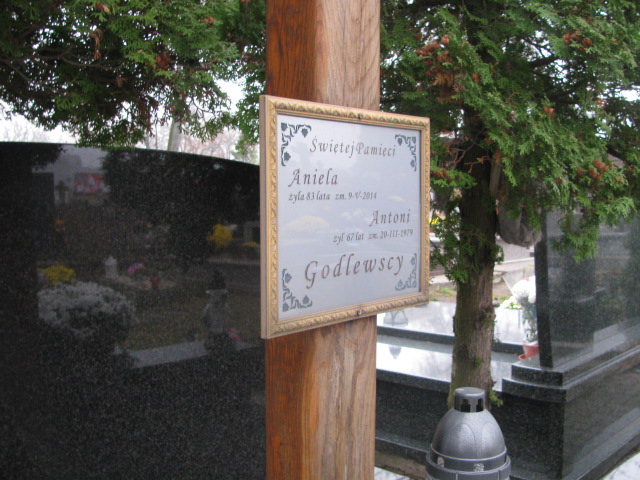 Świętej Pamięci
Aniela
żyła 83 lata zm. 9-V-2014
Antoni
żył 67 lat zm. 20-III-1979
Godlewscy